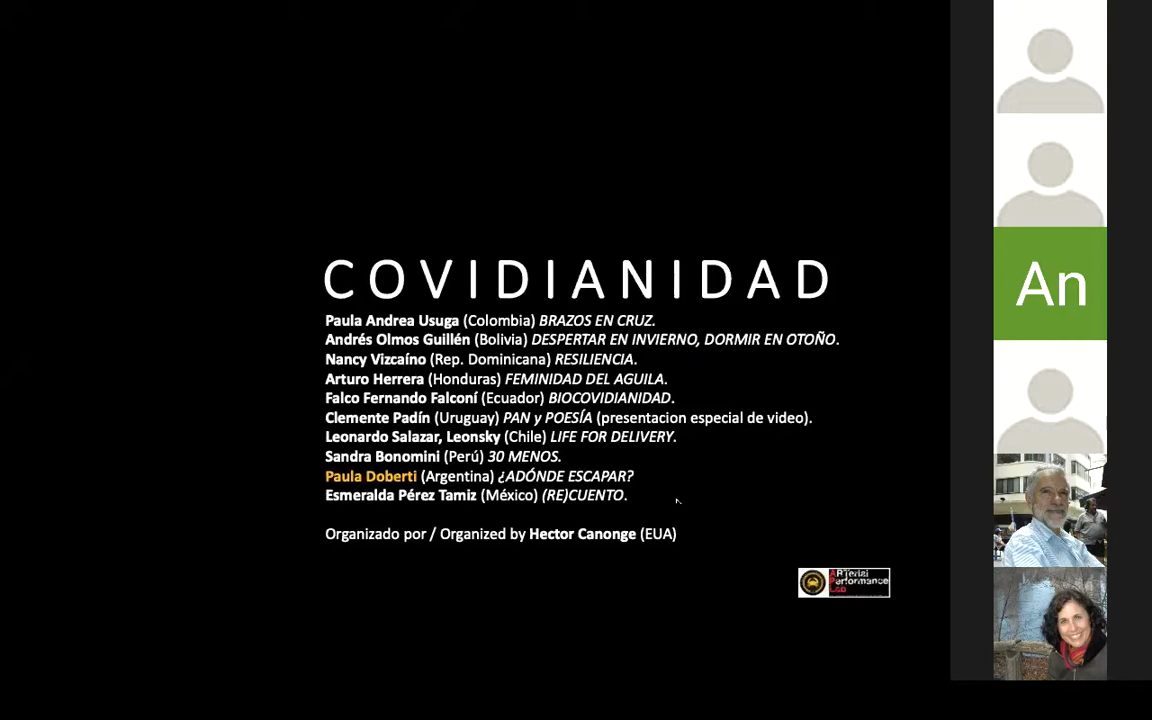 COVIDIANIDAD
Paula Andrea Usuga (Colombia) BRAZOS EN CRUZ.
Andrés Olmos Guillén (Bolivia) DESPERTAR EN INVIERNO, DORMIR EN OTOÑO.
Nancy Vizcaíno (Rep. Dominicana) RESILIENCIA.
Arturo Herrera (Honduras) FEMINIDAD DEL AGUILA.
Falco Fernando Falconí (Ecuador) BIOCOVIDIANIDAD.
Clemente Padín (Uruguay) PAN y POESÍA (presentacion especial de video).
Leonardo Salazar, Leonsky (Chile) LIFE FOR DELIVERY.
Sandra Bonomini (Perú) 30 MENOS.
Paula Doberti (Argentina) ¿ADÓNDE ESCAPAR?
Esmeralda Pérez Tamiz (México) (RE)CUENTO.
Organizado por / Organized by Hector Canonge (EUA)
ARTerial
Performance
Lab
An